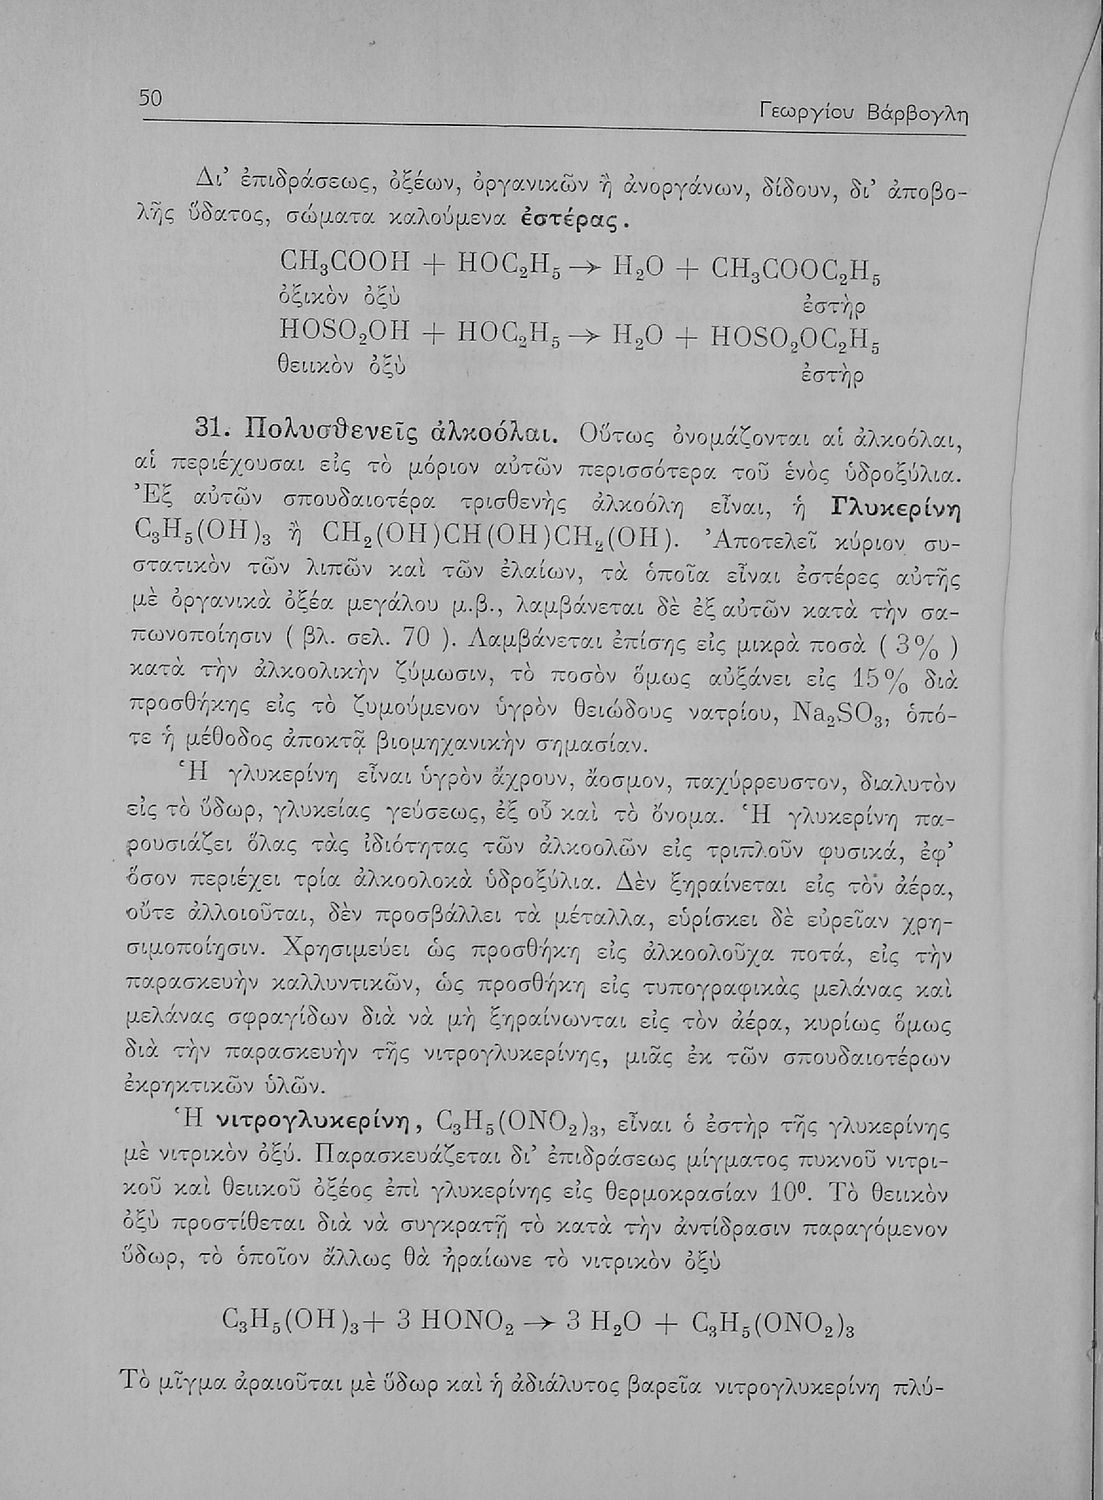 50
Γεωργίου Βάρβογλη
Δι’ ἐπιδράσεως, ὀξέων, ὀργανικῶν ἢ ἀνοργάνων, δίδουν, δι’ ἀποβο-
λῆς ὕδατος, σώματα καλούμενα ἐστέρας.
CH₃COOH + HOC₂H₅ → H₂O + CH₃COOC₂H₅
ὀξικὸν ὀξὺ ἐστὴρ
HOSO₂OH + HOC₂H₅ → H₂O + HOSO₂OC₂H₅
θειικὸν ὀξὺ ἐστὴρ
31. Πολυσθενεῖς ἀλκοόλαι. Οὕτως ὀνομάζονται αἱ ἀλκοόλαι,
αἱ περιέχουσαι εἰς τὸ μόριον αὐτῶν περισσότερα τοῦ ἑνὸς ὑδροξύλια.
Ἐξ αὐτῶν σπουδαιοτέρα τρισθενὴς ἀλκοόλη εἶναι, ἡ Γλυκερίνη
C₃H₅(OH)₃ ἢ CH₂(OH)CH(OH)CH₂(OH). Ἀποτελεῖ κύριον συ-
στατικὸν τῶν λιπῶν καὶ τῶν ἐλαίων, τὰ ὁποῖα εἶναι ἐστέρες αὐτῆς
μὲ ὀργανικὰ ὀξέα μεγάλου μ.β., λαμβάνεται δὲ ἐξ αὐτῶν κατὰ τὴν σα-
πωνοποίησιν ( βλ. σελ. 70 ). Λαμβάνεται ἐπίσης εἰς μικρὰ ποσὰ ( 3% )
κατὰ τὴν ἀλκοολικὴν ζύμωσιν, τὸ ποσὸν ὅμως αὐξάνει εἰς 15% διὰ
προσθήκης εἰς τὸ ζυμούμενον ὑγρὸν θειώδους νατρίου, Na₂SO₃, ὁπό-
τε ἡ μέθοδος ἀποκτᾷ βιομηχανικὴν σημασίαν.
Ἡ γλυκερίνη εἶναι ὑγρὸν ἄχρουν, ἄοσμον, παχύρρευστον, διαλυτὸν
εἰς τὸ ὕδωρ, γλυκείας γεύσεως, ἐξ οὗ καὶ τὸ ὄνομα. Ἡ γλυκερίνη πα-
ρουσιάζει ὅλας τὰς ἰδιότητας τῶν ἀλκοολῶν εἰς τριπλοῦν φυσικά, ἐφ’
ὅσον περιέχει τρία ἀλκοολοκὰ ὑδροξύλια. Δὲν ξηραίνεται εἰς τὸν ἀέρα,
οὔτε ἀλλοιοῦται, δὲν προσβάλλει τὰ μέταλλα, εὑρίσκει δὲ εὐρεῖαν χρη-
σιμοποίησιν. Χρησιμεύει ὡς προσθήκη εἰς ἀλκοολοῦχα ποτά, εἰς τὴν
παρασκευὴν καλλυντικῶν, ὡς προσθήκη εἰς τυπογραφικὰς μελάνας καὶ
μελάνας σφραγίδων διὰ νὰ μὴ ξηραίνωνται εἰς τὸν ἀέρα, κυρίως ὅμως
διὰ τὴν παρασκευὴν τῆς νιτρογλυκερίνης, μιᾶς ἐκ τῶν σπουδαιοτέρων
ἐκρηκτικῶν ὑλῶν.
Ἡ νιτρογλυκερίνη, C₃H₅(ONO₂)₃, εἶναι ὁ ἐστὴρ τῆς γλυκερίνης
μὲ νιτρικὸν ὀξύ. Παρασκευάζεται δι’ ἐπιδράσεως μίγματος πυκνοῦ νιτρι-
κοῦ καὶ θειικοῦ ὀξέος ἐπὶ γλυκερίνης εἰς θερμοκρασίαν 10⁰. Τὸ θειικὸν
ὀξὺ προστίθεται διὰ νὰ συγκρατῇ τὸ κατὰ τὴν ἀντίδρασιν παραγόμενον
ὕδωρ, τὸ ὁποῖον ἄλλως θὰ ἠραίωνε τὸ νιτρικὸν ὀξὺ
C₃H₅(OH)₃+ 3 HONO₂ → 3 H₂O + C₃H₅(ONO₂)₃
Τὸ μῖγμα ἀραιοῦται μὲ ὕδωρ καὶ ἡ ἀδιάλυτος βαρεῖα νιτρογλυκερίνη πλύ-